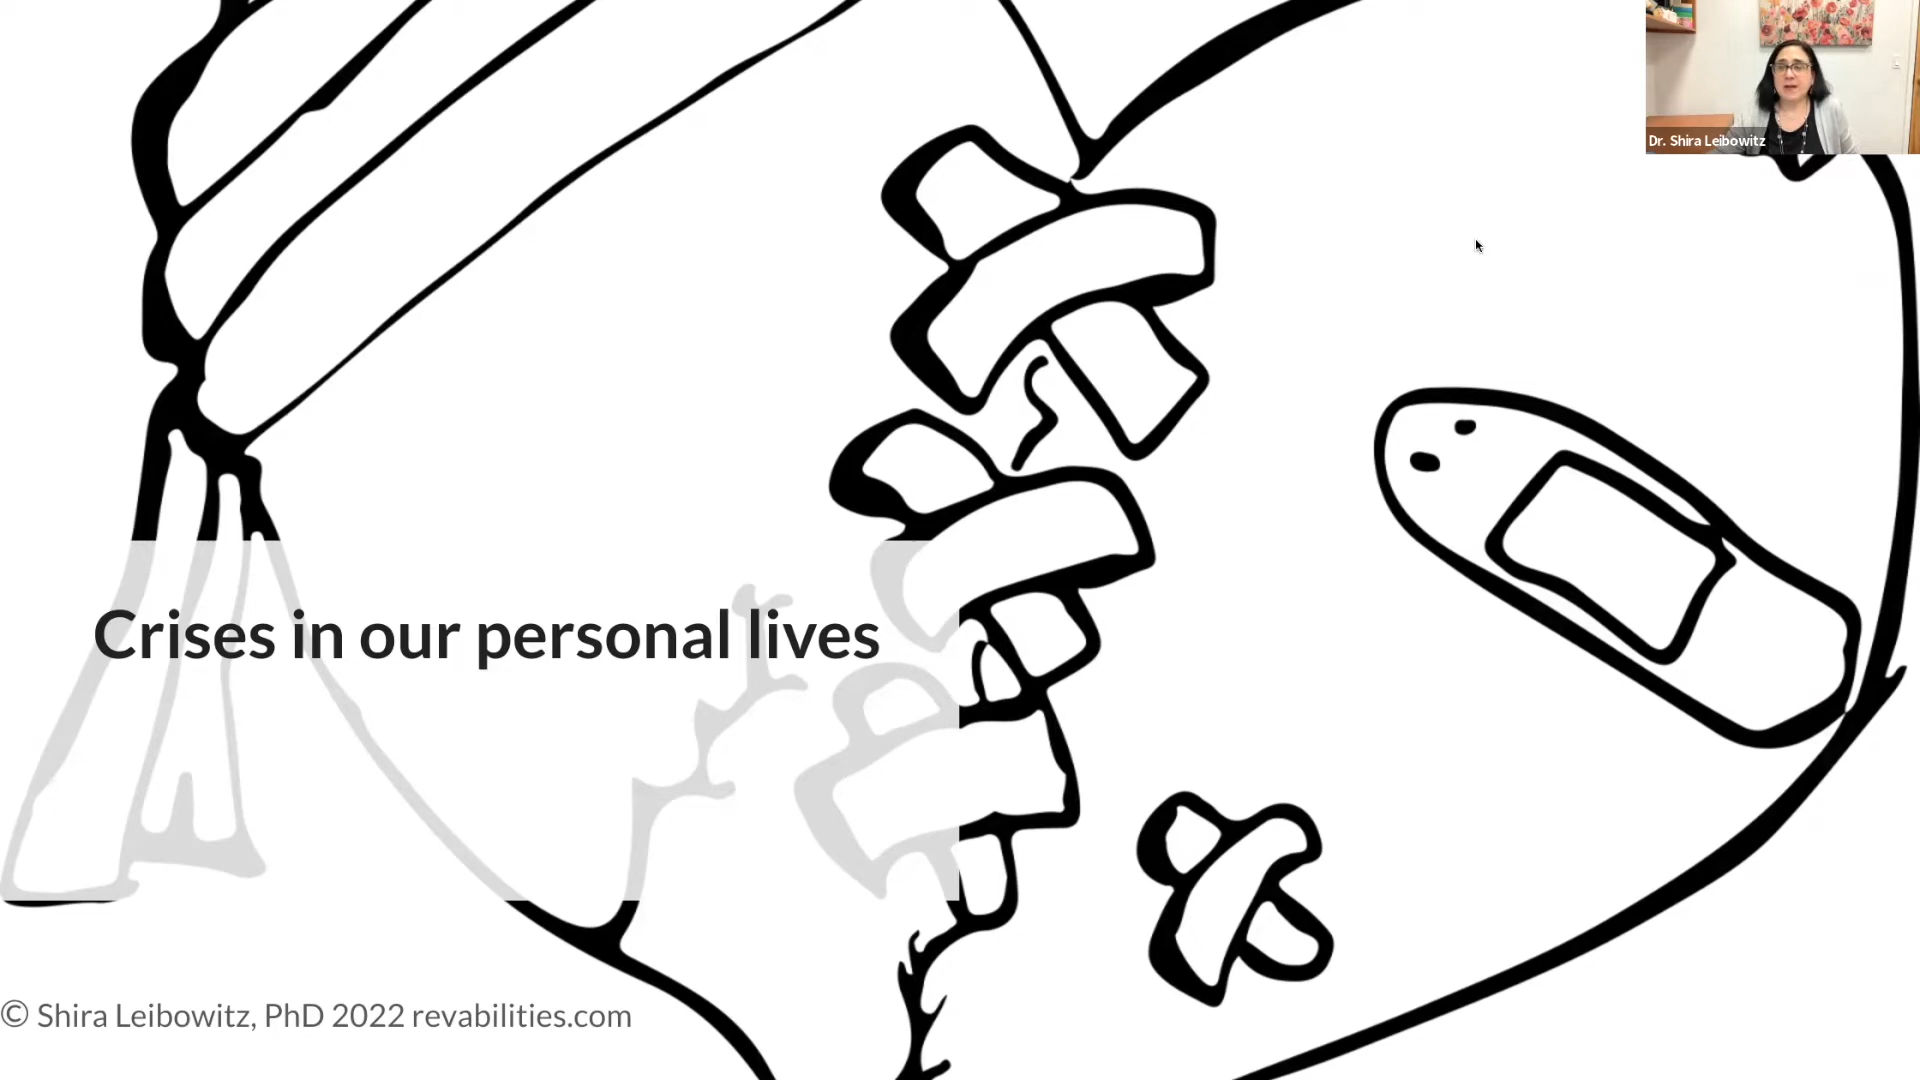 Dr. Shira Leibowitz
Crises in our personal lives
© Shira Leibowitz, PhD 2022 revabilities.com